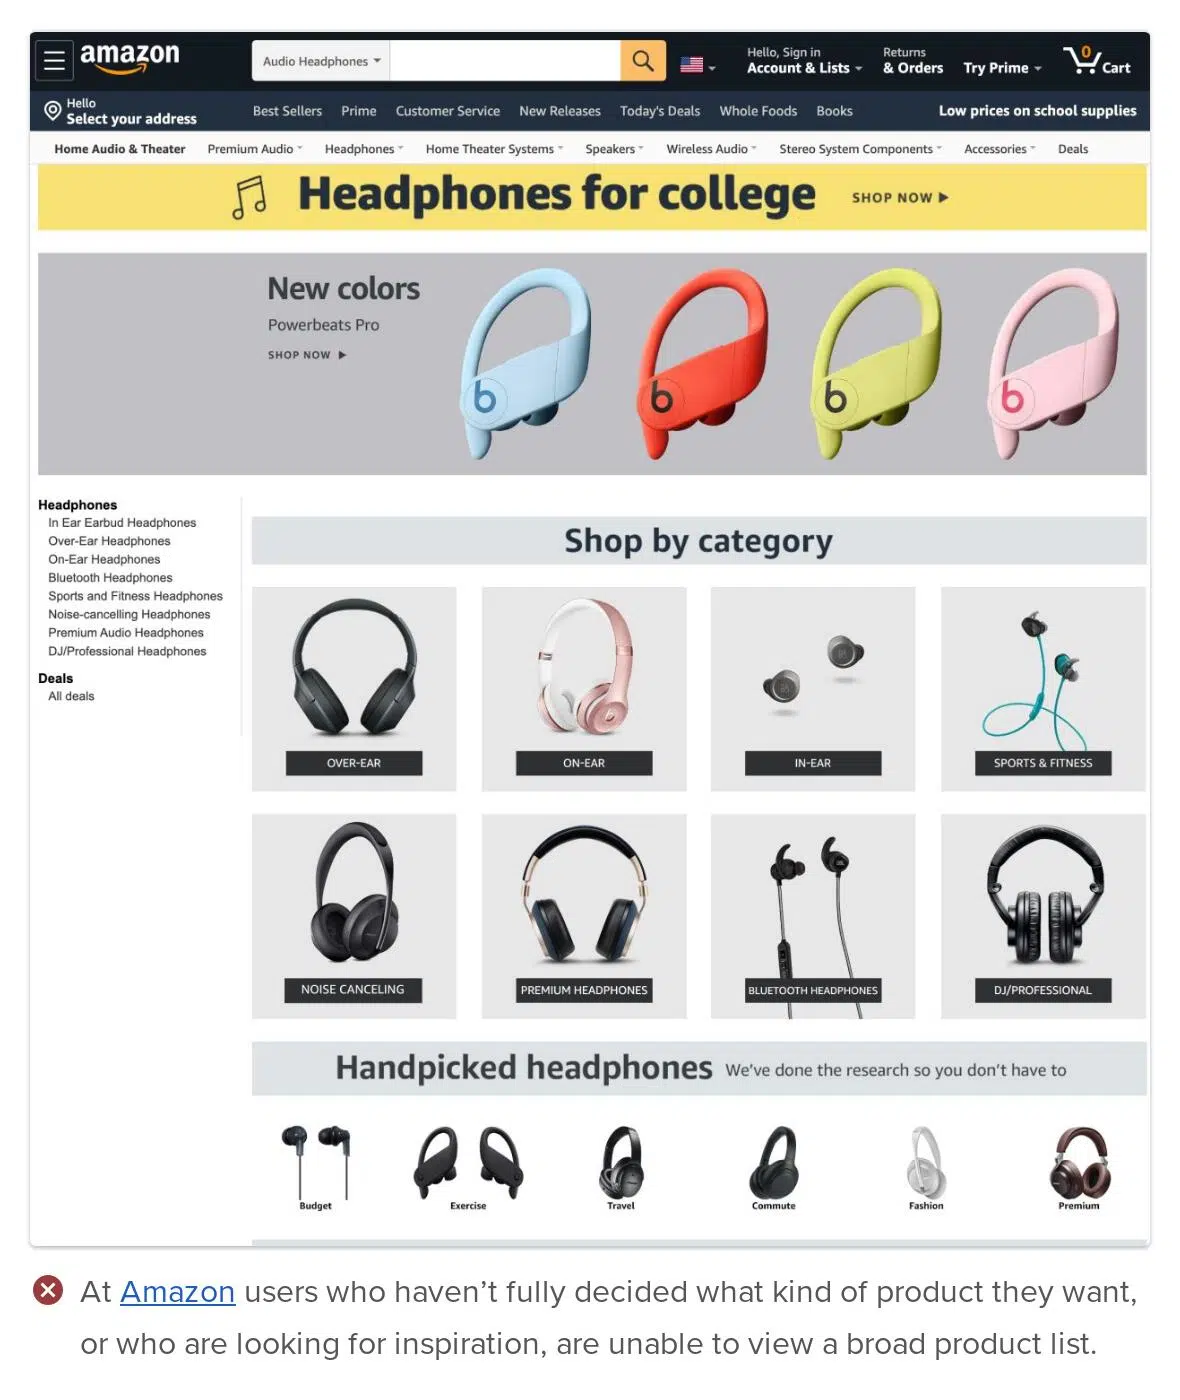 amazon
Audio Headphones
Hello, Sign in
Account & Lists
Returns
& Orders
Try Prime
0
Cart
Hello
Select your address
Best Sellers Prime Customer Service New Releases Today's Deals Whole Foods Books
Low prices on school supplies
Home Audio & Theater Premium Audio Headphones Home Theater Systems Speakers Wireless Audio Stereo System Components Accessories Deals
Headphones for college SHOP NOW
New colors
Powerbeats Pro
SHOP NOW
b b b b
Headphones
In Ear Earbud Headphones
Over-Ear Headphones
On-Ear Headphones
Bluetooth Headphones
Sports and Fitness Headphones
Noise-cancelling Headphones
Premium Audio Headphones
DJ/Professional Headphones
Deals
All deals
Shop by category
OVER-EAR
ON-EAR
IN-EAR
SPORTS & FITNESS
NOISE CANCELING
PREMIUM HEADPHONES
BLUETOOTH HEADPHONES
DJ/PROFESSIONAL
Handpicked headphones We've done the research so you don't have to
Budget
Exercise
Travel
Commute
Fashion
Premium
At Amazon users who haven't fully decided what kind of product they want,
or who are looking for inspiration, are unable to view a broad product list.